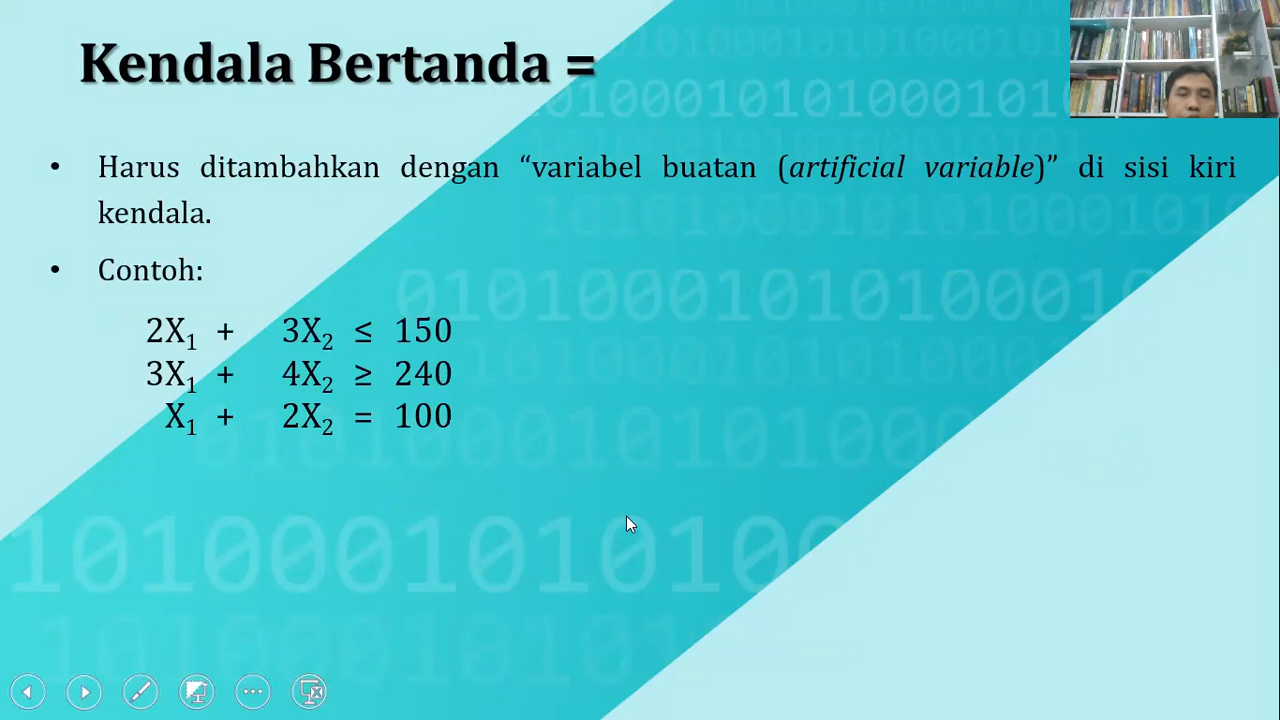 Kendala Bertanda =
• Harus ditambahkan dengan “variabel buatan (artificial variable)” di sisi kiri
kendala.
• Contoh:
2X₁ + 3X₂ ≤ 150
3X₁ + 4X₂ ≥ 240
X₁ + 2X₂ = 100